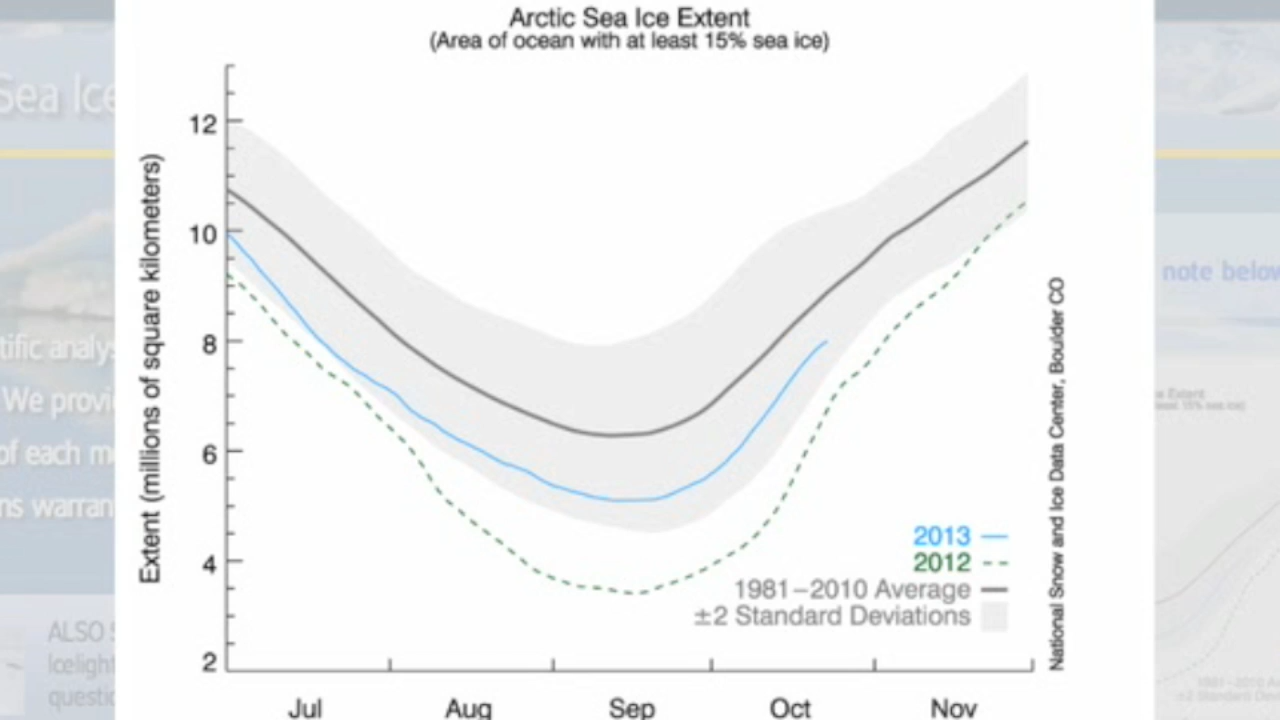 Arctic Sea Ice Extent
(Area of ocean with at least 15% sea ice)
Sea Ice
Extent (millions of square kilometers)
12
10
8
6
4
2
Jul
Aug
Sep
Oct
Nov
2013
2012
1981–2010 Average
±2 Standard Deviations
National Snow and Ice Data Center, Boulder CO
note below
We provi
of each m
ns warran
ALSO S
Icelight
questio